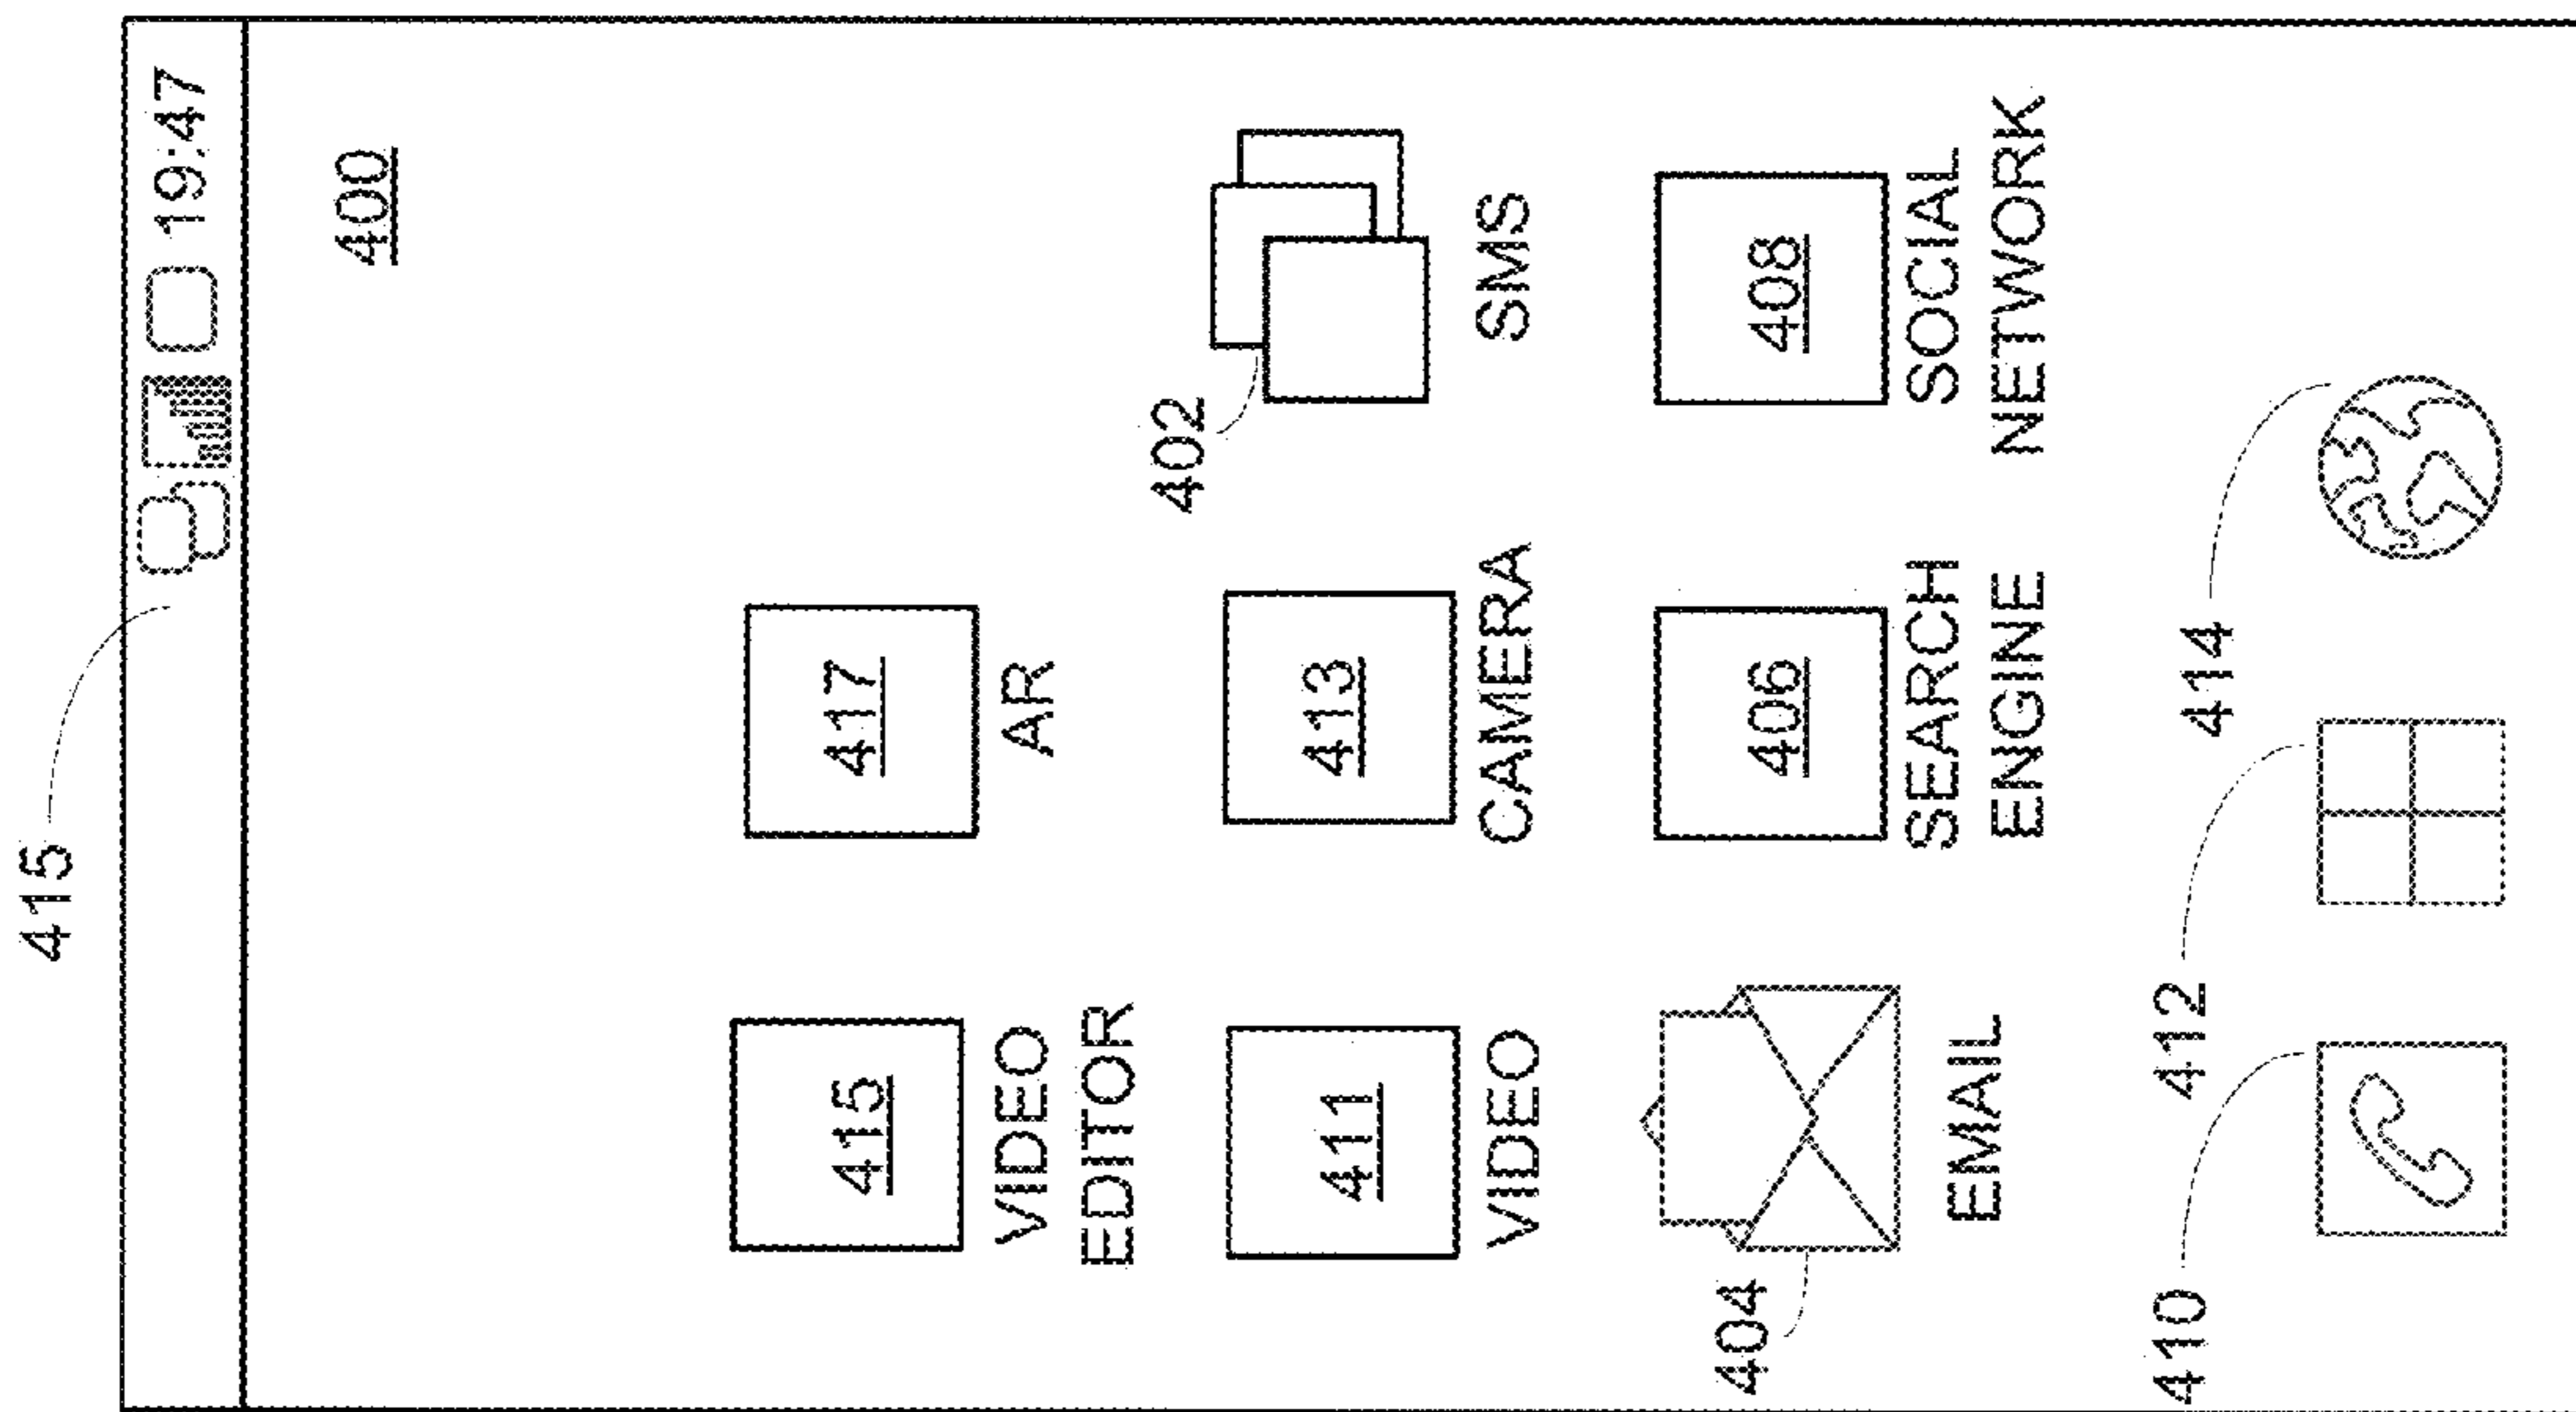 415
19:47
400
415
VIDEO
EDITOR
417
AR
411
VIDEO
413
CAMERA
402
SMS
404
EMAIL
406
SEARCH
ENGINE
408
SOCIAL
NETWORK
410
412
414